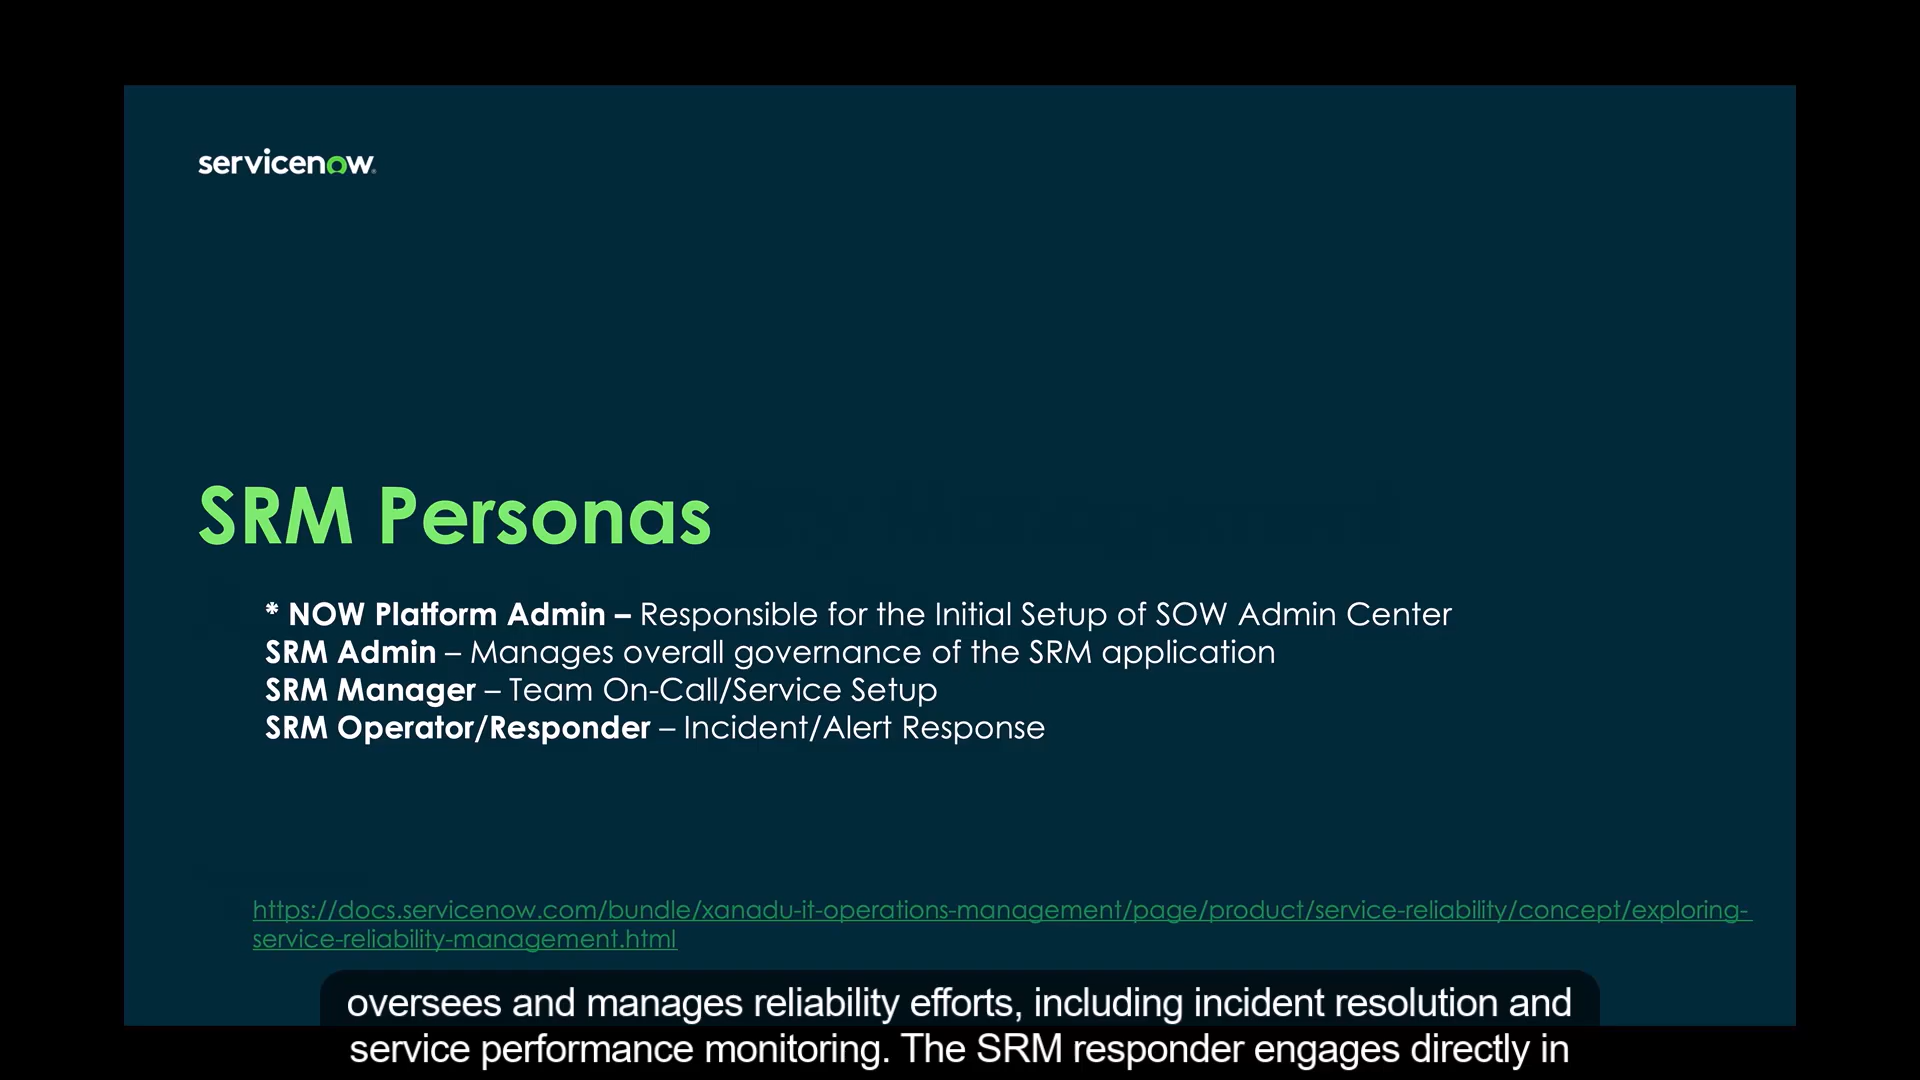 servicenow.
SRM Personas
* NOW Platform Admin – Responsible for the Initial Setup of SOW Admin Center
SRM Admin – Manages overall governance of the SRM application
SRM Manager – Team On-Call/Service Setup
SRM Operator/Responder – Incident/Alert Response
https://docs.servicenow.com/bundle/xanadu-it-operations-management/page/product/service-reliability/concept/exploring-
service-reliability-management.html
oversees and manages reliability efforts, including incident resolution and
service performance monitoring. The SRM responder engages directly in